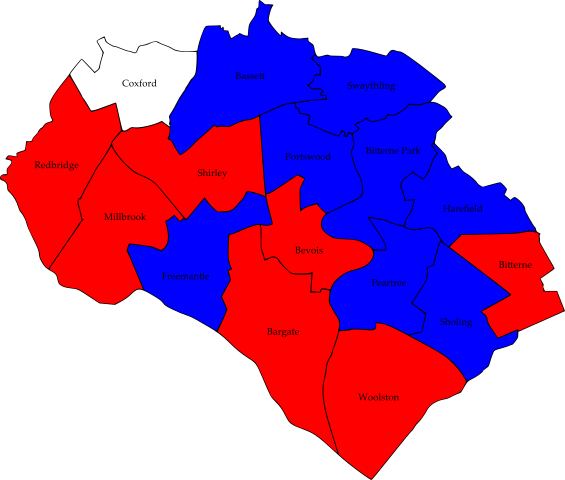 Bassett
Coxford
Swaythling
Bitterne Park
Portswood
Redbridge
Shirley
Harefield
Millbrook
Bevois
Bitterne
Freemantle
Peartree
Sholing
Bargate
Woolston